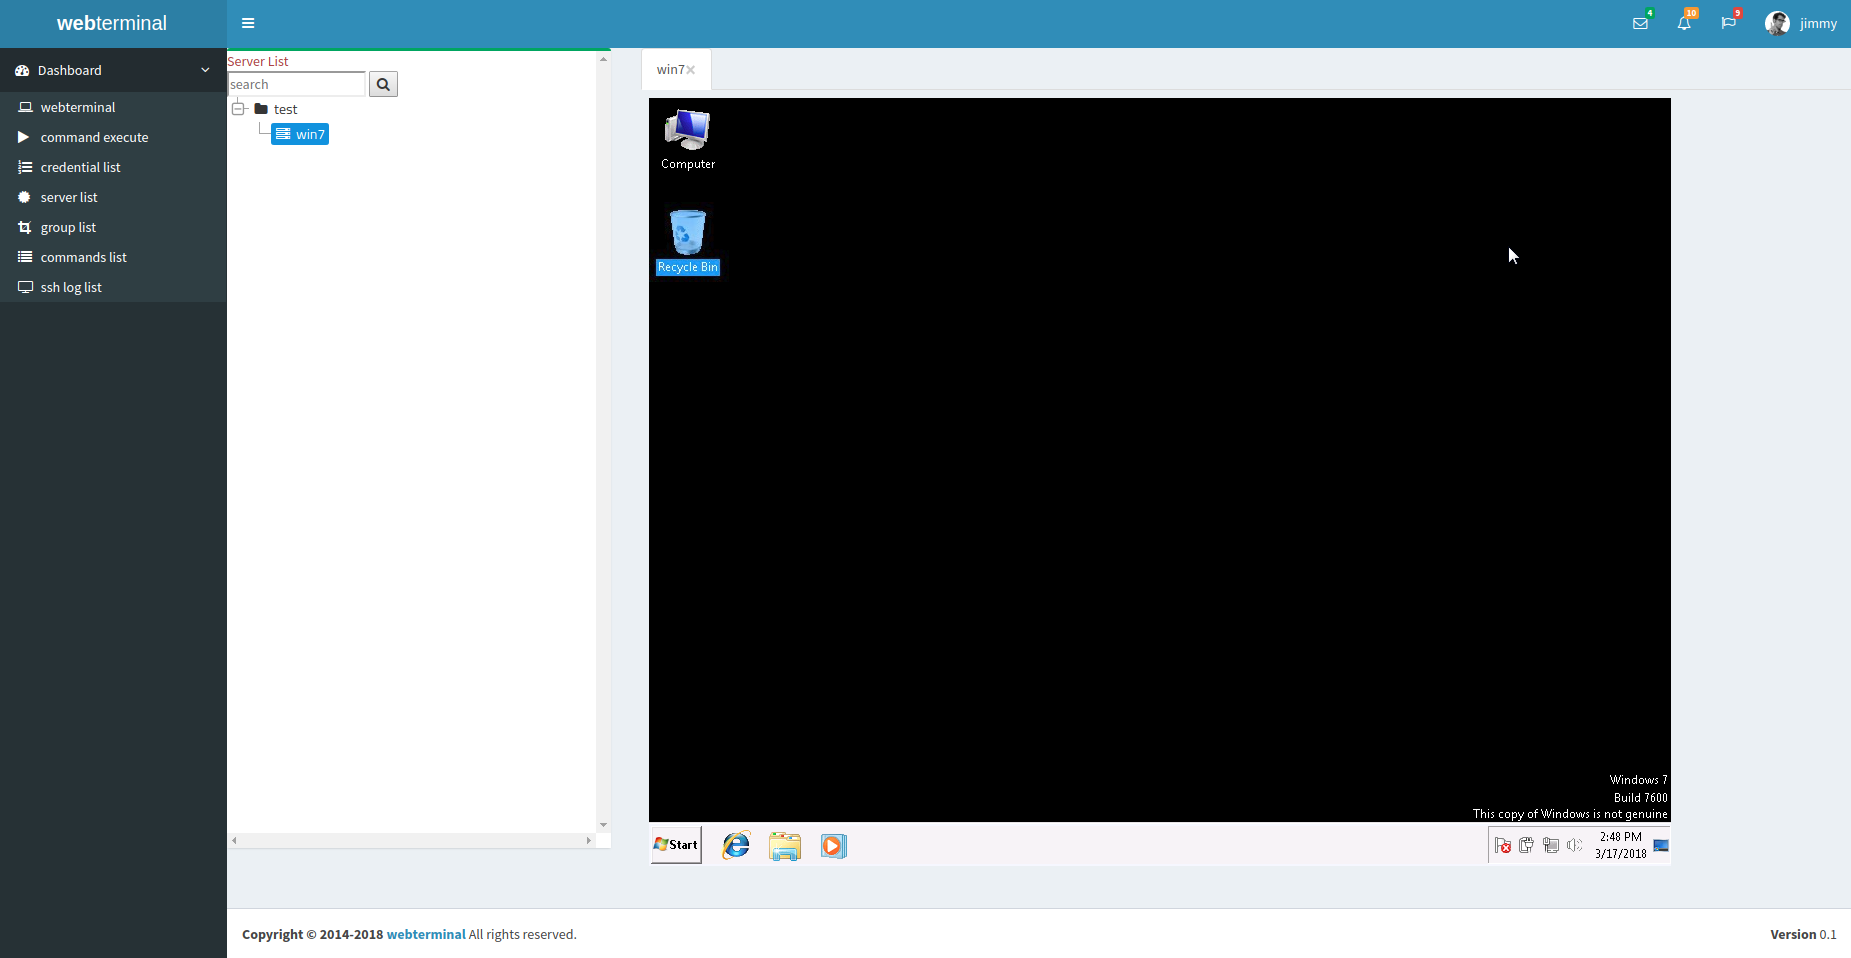 webterminal
4
10
9
jimmy
Dashboard
webterminal
command execute
credential list
server list
group list
commands list
ssh log list
Server List
search
test
win7
win7
Computer
Recycle Bin
Windows 7
Build 7600
This copy of Windows is not genuine
Start
2:48 PM
3/17/2018
Copyright © 2014-2018 webterminal All rights reserved.
Version 0.1